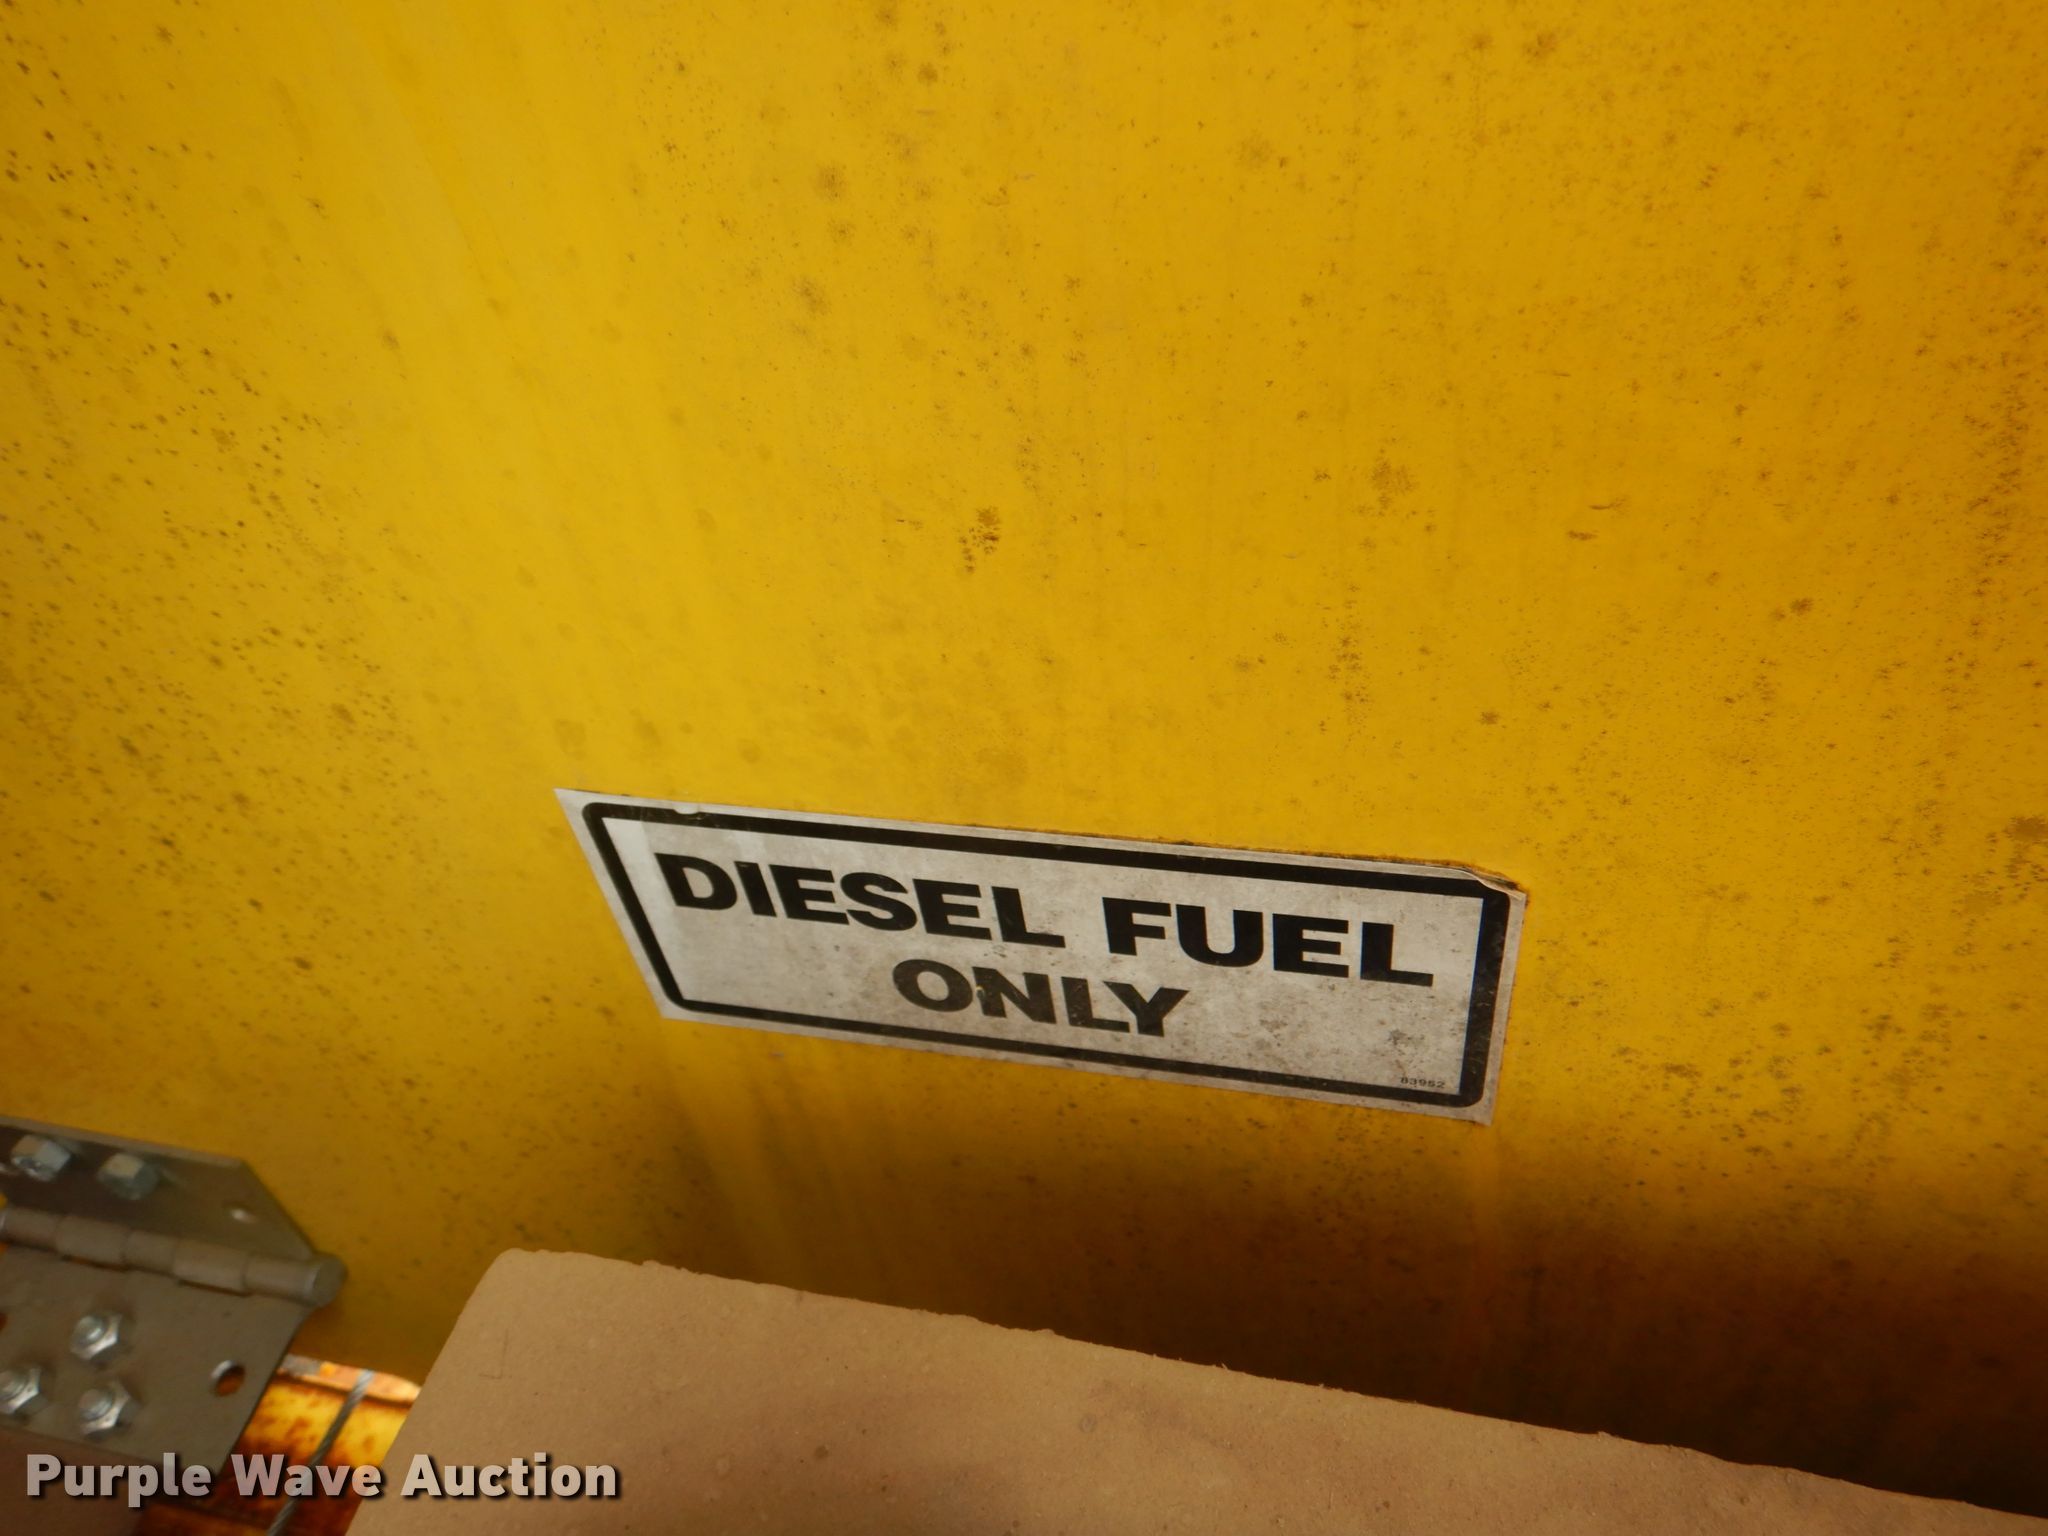 DIESEL FUEL
ONLY
83952
Purple Wave Auction